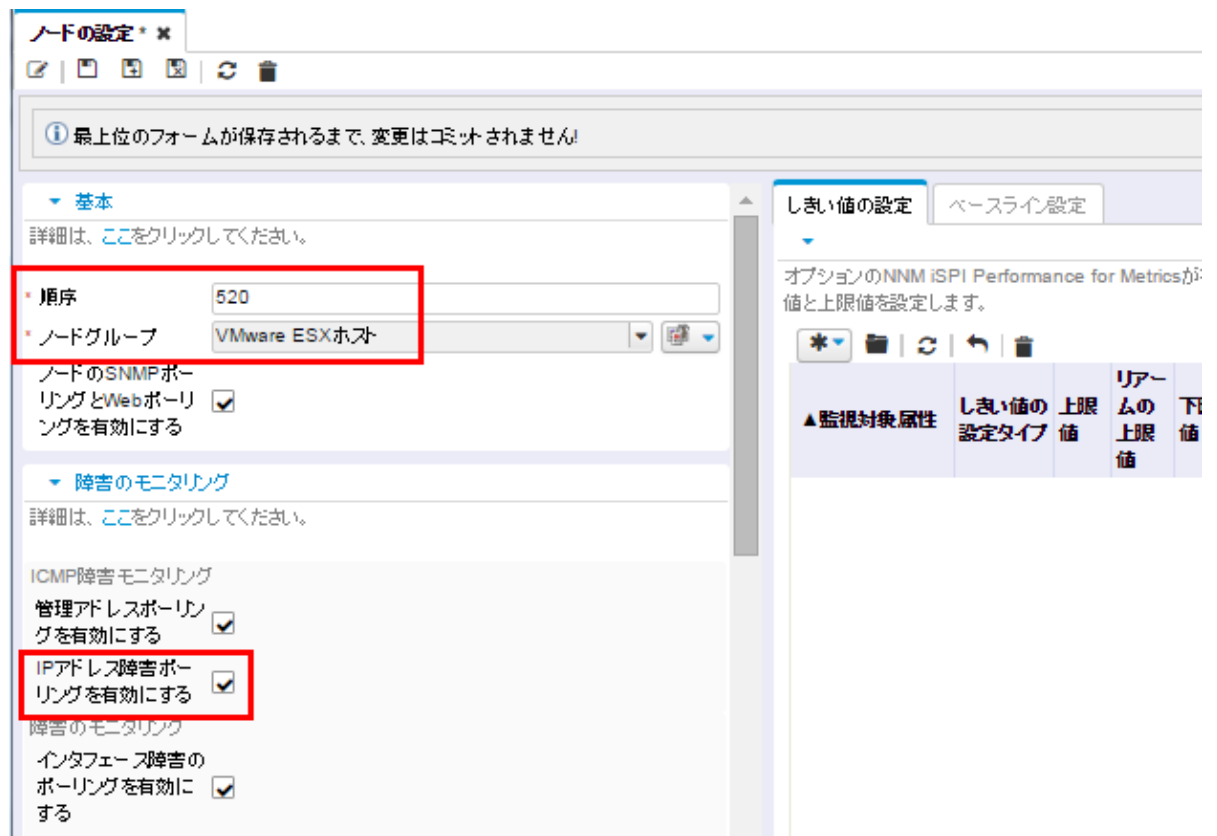 ノードの設定 *
最上位のフォームが保存されるまで、変更はコミットされません!
基本
詳細は、ここをクリックしてください。
* 順序 520
* ノードグループ VMware ESXホスト
ノードのSNMPポー
リングとWebポーリ
ングを有効にする
障害のモニタリング
詳細は、ここをクリックしてください。
ICMP障害モニタリング
管理アドレスポーリン
グを有効にする
IPアドレス障害ポー
リングを有効にする
障害のモニタリング
インタフェース障害の
ポーリングを有効に
する
しきい値の設定 ベースライン設定
オプションのNNM iSPI Performance for Metricsが
値と上限値を設定します。
▲監視対象属性
しきい値の
設定タイプ
上限
値
リアー
ムの
上限
値
下
値